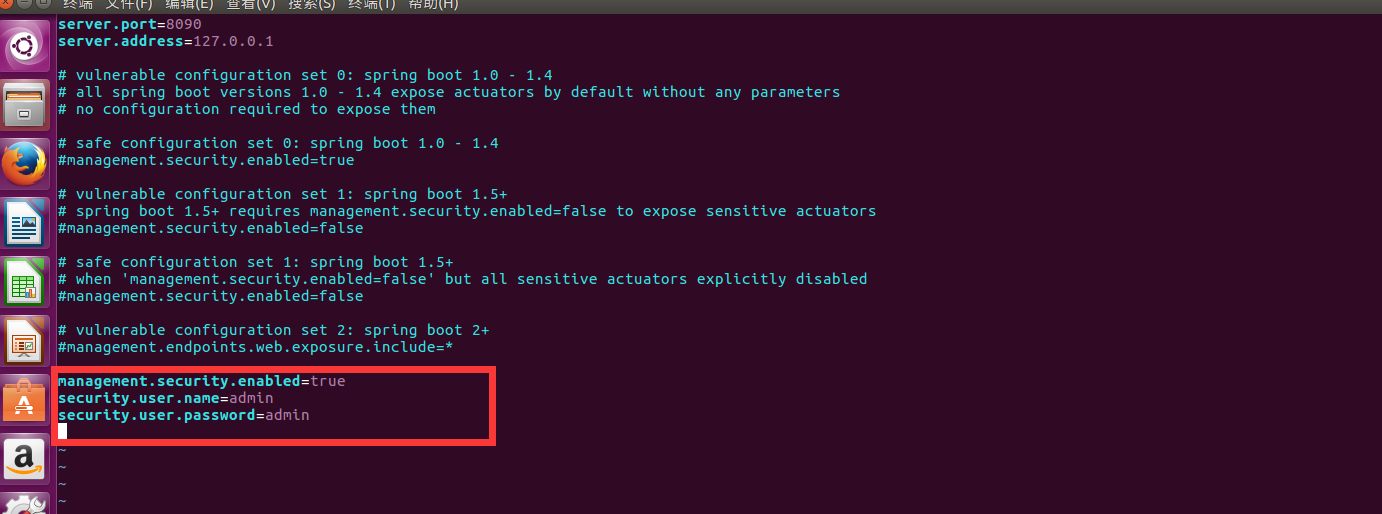 终端 文件(F) 编辑(E) 查看(V) 搜索(S) 终端(T) 帮助(H)
server.port=8090
server.address=127.0.0.1
# vulnerable configuration set 0: spring boot 1.0 - 1.4
# all spring boot versions 1.0 - 1.4 expose actuators by default without any parameters
# no configuration required to expose them
# safe configuration set 0: spring boot 1.0 - 1.4
#management.security.enabled=true
# vulnerable configuration set 1: spring boot 1.5+
# spring boot 1.5+ requires management.security.enabled=false to expose sensitive actuators
#management.security.enabled=false
# safe configuration set 1: spring boot 1.5+
# when 'management.security.enabled=false' but all sensitive actuators explicitly disabled
#management.security.enabled=false
# vulnerable configuration set 2: spring boot 2+
#management.endpoints.web.exposure.include=*
management.security.enabled=true
security.user.name=admin
security.user.password=admin
~
~
~
~